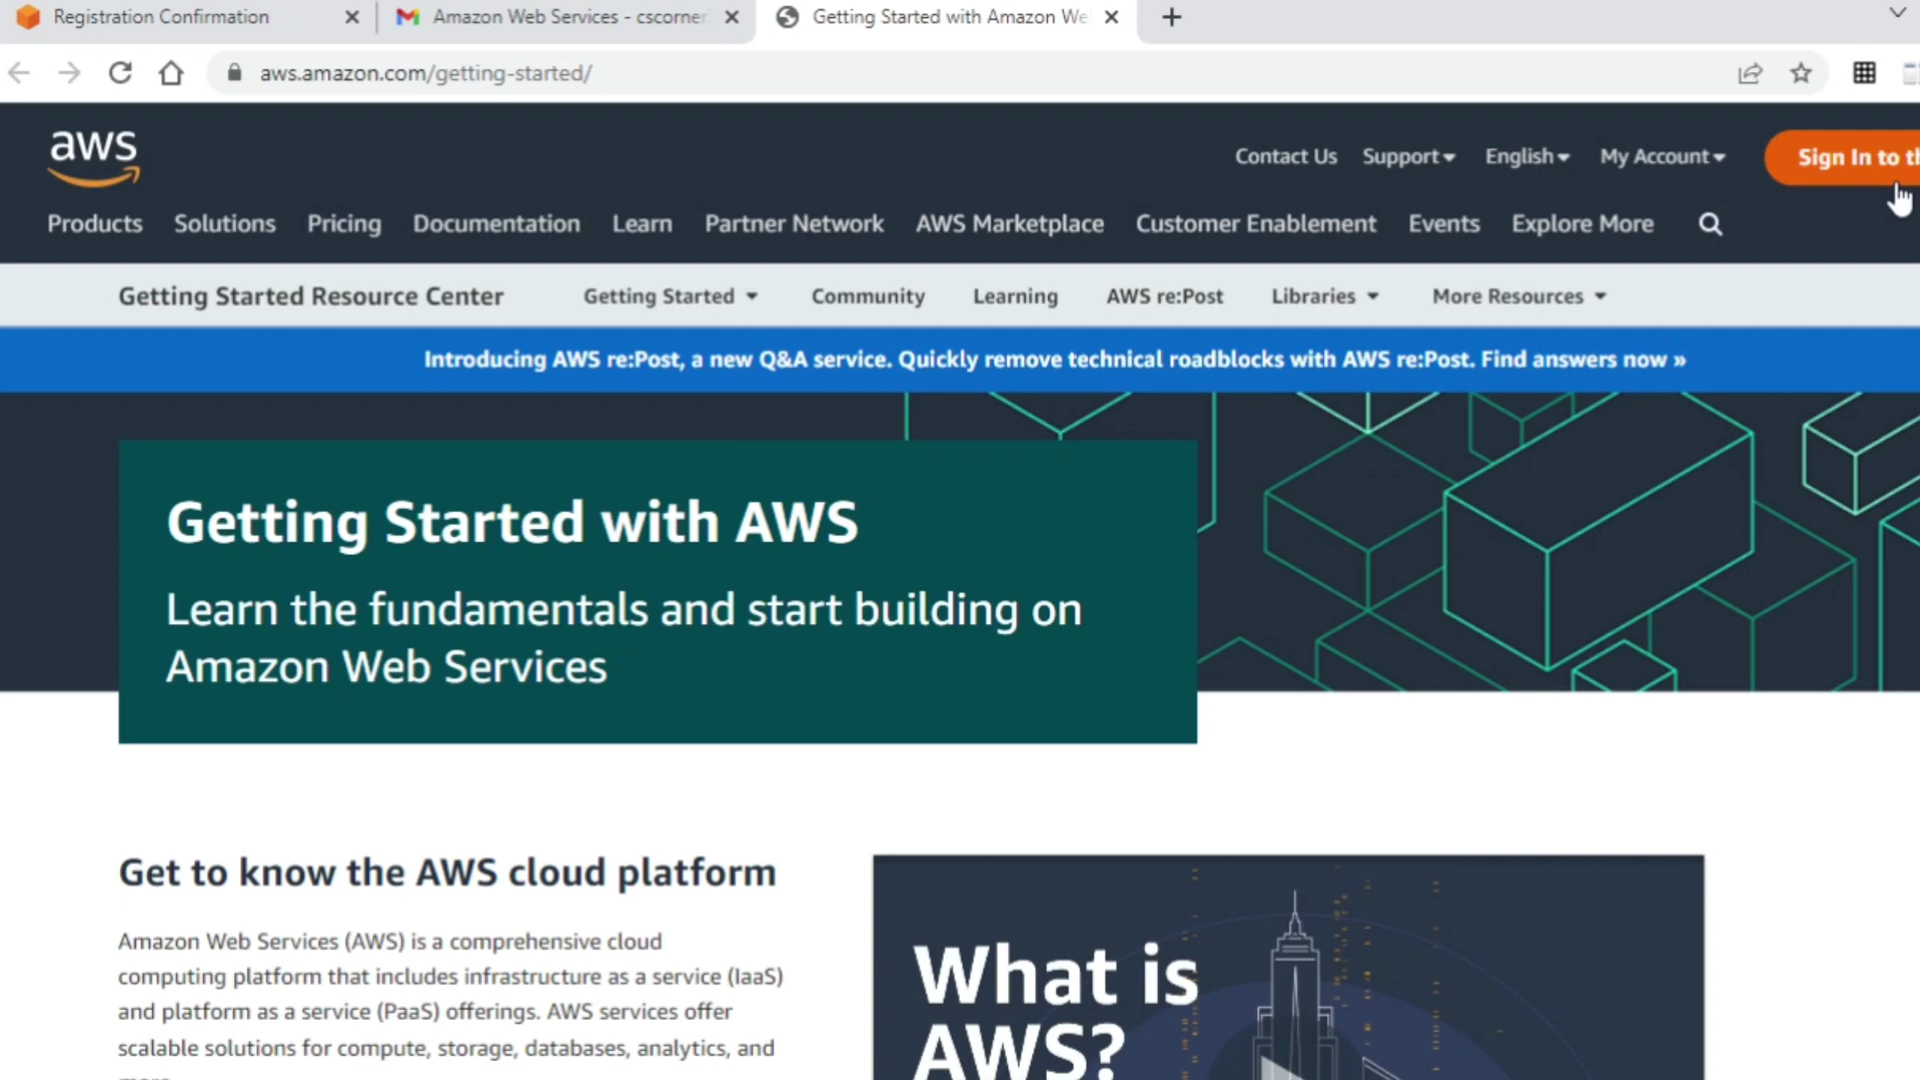 Registration Confirmation
Amazon Web Services - cscorner
Getting Started with Amazon We
aws.amazon.com/getting-started/
aws
Contact Us Support English My Account Sign In to th
Products Solutions Pricing Documentation Learn Partner Network AWS Marketplace Customer Enablement Events Explore More
Getting Started Resource Center Getting Started Community Learning AWS re:Post Libraries More Resources
Introducing AWS re:Post, a new Q&A service. Quickly remove technical roadblocks with AWS re:Post. Find answers now »
Getting Started with AWS
Learn the fundamentals and start building on
Amazon Web Services
Get to know the AWS cloud platform
Amazon Web Services (AWS) is a comprehensive cloud
computing platform that includes infrastructure as a service (IaaS)
and platform as a service (PaaS) offerings. AWS services offer
scalable solutions for compute, storage, databases, analytics, and
What is
AWS?